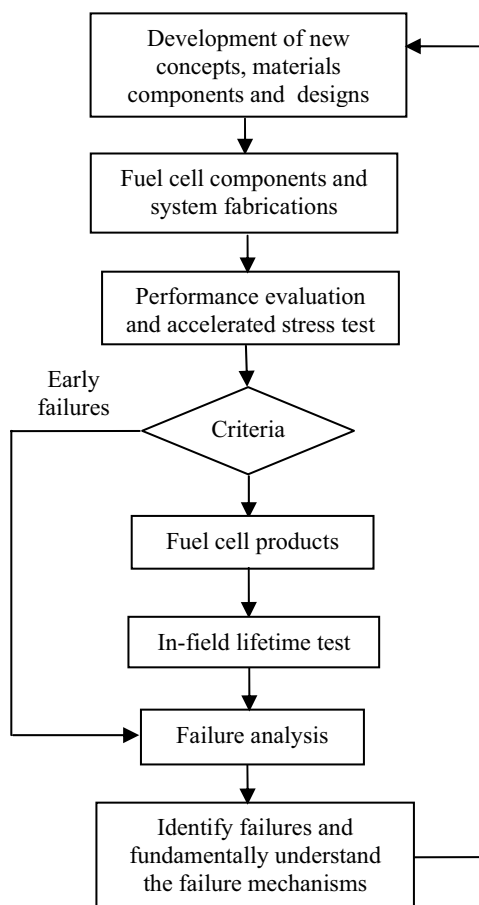 Development of new
concepts, materials
components and designs
Fuel cell components and
system fabrications
Performance evaluation
and accelerated stress test
Early
failures
Criteria
Fuel cell products
In-field lifetime test
Failure analysis
Identify failures and
fundamentally understand
the failure mechanisms